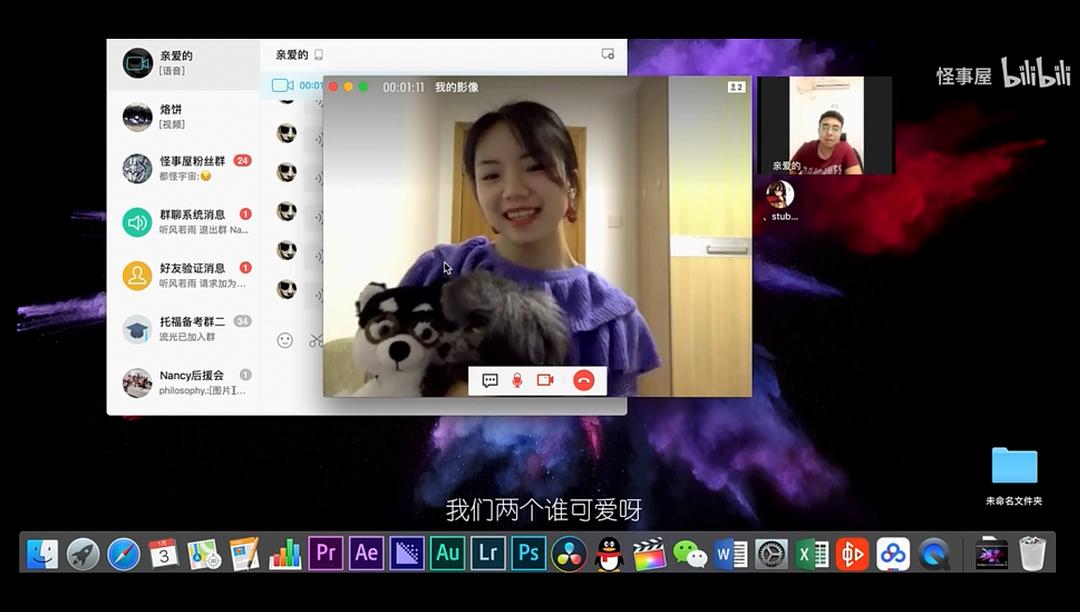 怪事屋 bilibili
亲爱的
[语音]
烙饼
[视频]
怪事屋粉丝群 24
都怪宇宙:
群聊系统消息 1
听风若雨 退出群 Na...
好友验证消息 1
听风若雨 请求加为...
托福备考群二 34
流光已加入群
Nancy后援会 1
philosophy.:[图片]...
亲爱的
00:01
00:01:11 我的影像
2
亲爱的
stub...
未命名文件夹
我们两个谁可爱呀
1月
3
Pr
Ae
Au
Lr
Ps
W
X